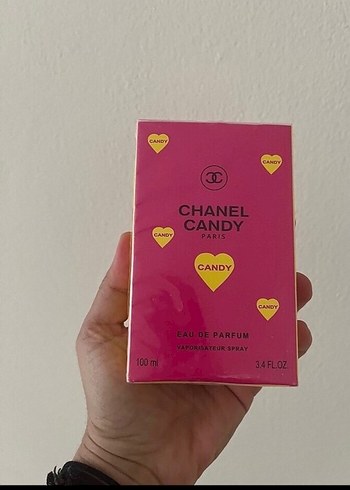 CANDY
CANDY
CHANEL
CANDY
PARIS
CANDY
CANDY
CANDY
EAU DE PARFUM
VAPORISATEUR SPRAY
100 ml
3.4 FL.OZ